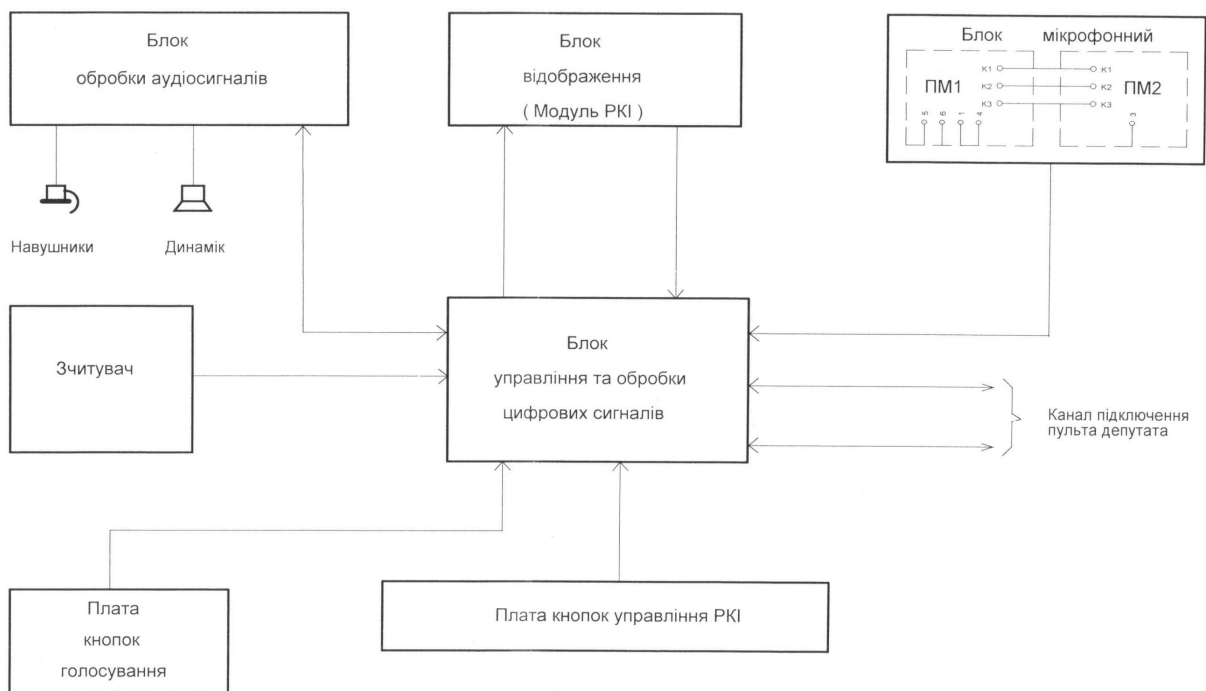 Блок
обробки аудіосигналів
Блок
відображення
( Модуль РКІ )
Блок мікрофонний
К1 К1
ПМ1 К2 К2 ПМ2
К3 К3
5 6 1 4 3
Навушники Динамік
Зчитувач
Блок
управління та обробки
цифрових сигналів
Канал підключення
пульта депутата
Плата
кнопок
голосування
Плата кнопок управління РКІ